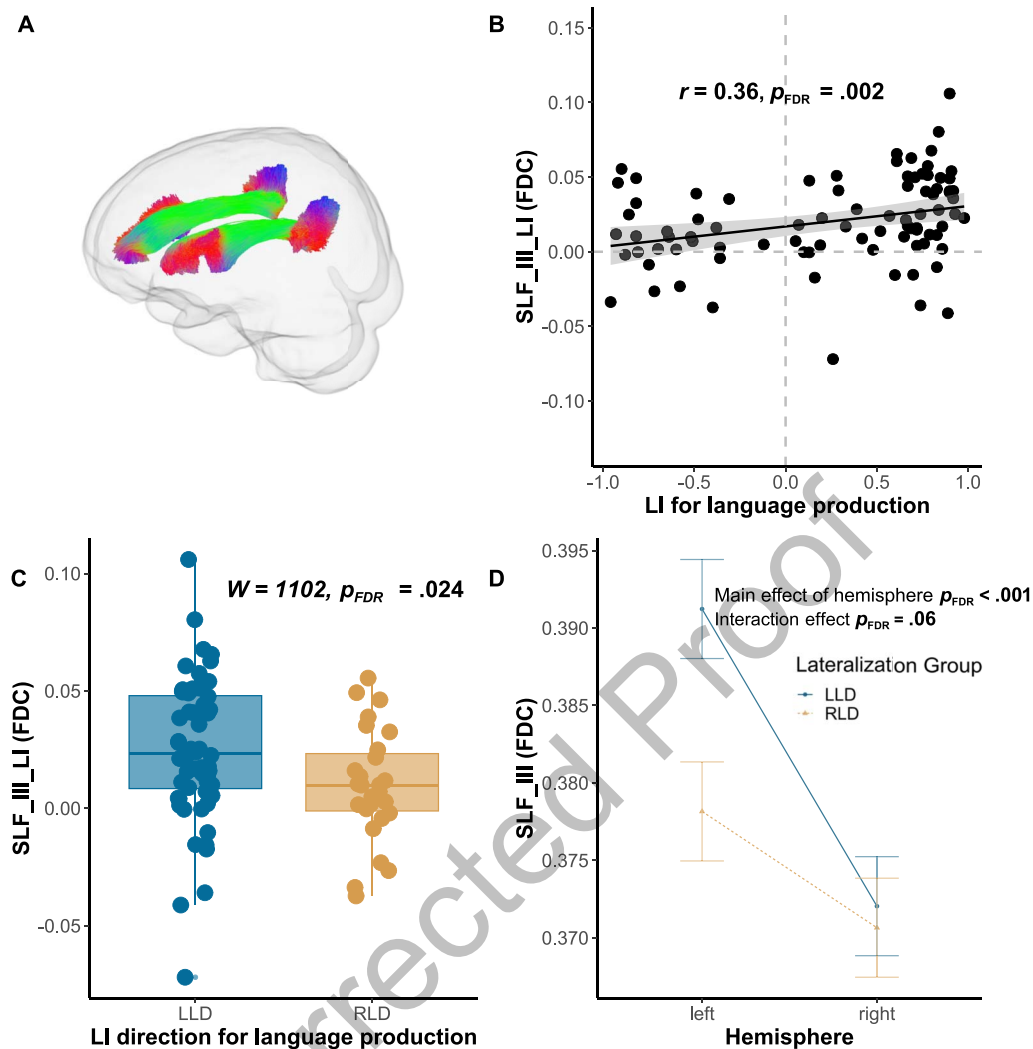 A
B
0.15
0.10
0.05
0.00
-0.05
-0.10
SLF_III_LI (FDC)
r = 0.36, pFDR = .002
-1.0 -0.5 0.0 0.5 1.0
LI for language production
C
0.10
0.05
0.00
-0.05
SLF_III_LI (FDC)
W = 1102, pFDR = .024
LLD RLD
LI direction for language production
D
0.395
0.390
0.385
0.380
0.375
0.370
SLF_III (FDC)
Main effect of hemisphere pFDR < .001
Interaction effect pFDR = .06
Lateralization Group
LLD
RLD
left right
Hemisphere
rrected Proof